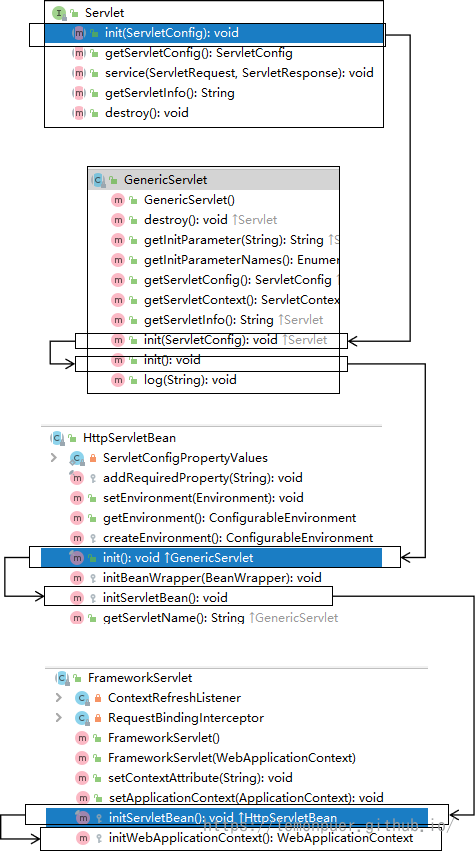 Servlet
init(ServletConfig): void
getServletConfig(): ServletConfig
service(ServletRequest, ServletResponse): void
getServletInfo(): String
destroy(): void
GenericServlet
GenericServlet()
destroy(): void ↑Servlet
getInitParameter(String): String ↑S
getInitParameterNames(): Enumer
getServletConfig(): ServletConfig ↑
getServletContext(): ServletContex
getServletInfo(): String ↑Servlet
init(ServletConfig): void ↑Servlet
init(): void
log(String): void
HttpServletBean
ServletConfigPropertyValues
addRequiredProperty(String): void
setEnvironment(Environment): void
getEnvironment(): ConfigurableEnvironment
createEnvironment(): ConfigurableEnvironment
init(): void ↑GenericServlet
initBeanWrapper(BeanWrapper): void
initServletBean(): void
getServletName(): String ↑GenericServlet
FrameworkServlet
ContextRefreshListener
RequestBindingInterceptor
FrameworkServlet()
FrameworkServlet(WebApplicationContext)
setContextAttribute(String): void
setApplicationContext(ApplicationContext): void
initServletBean(): void ↑HttpServletBean
initWebApplicationContext(): WebApplicationContext